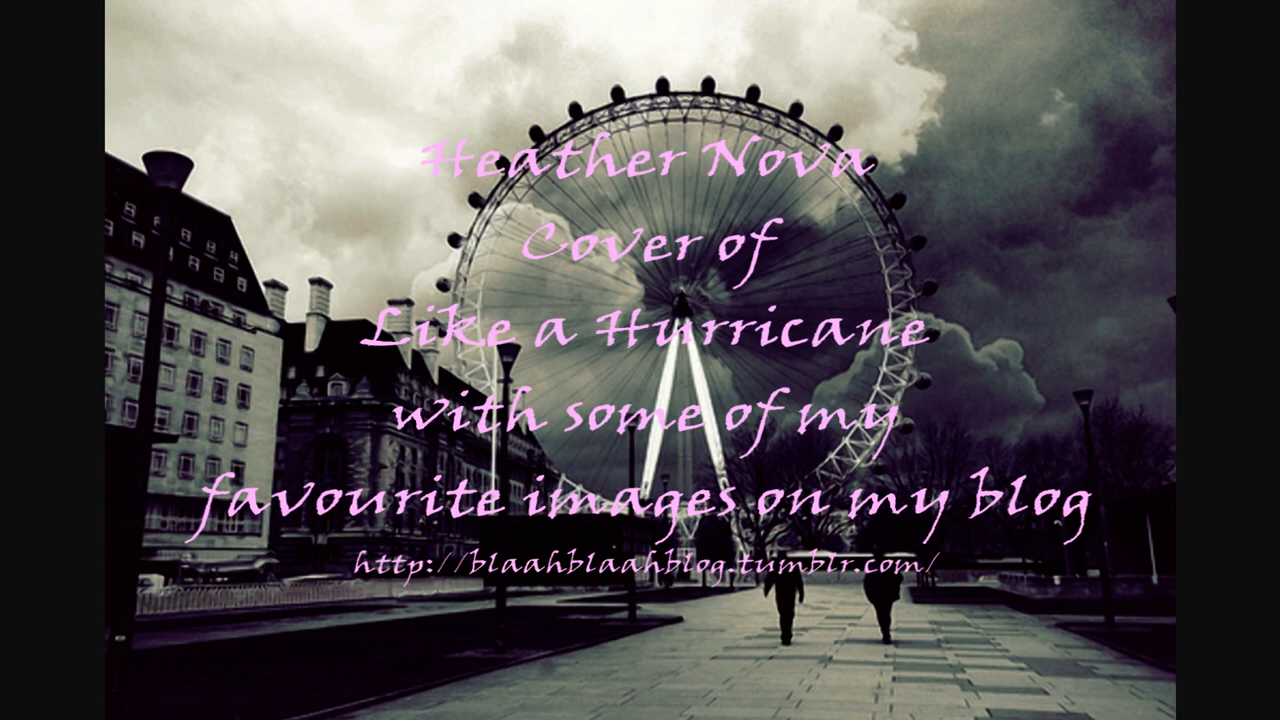 Heather Nova
Cover of
Like a Hurricane
with some of my
favourite images on my blog
http://blaahblaahblog.tumblr.com/